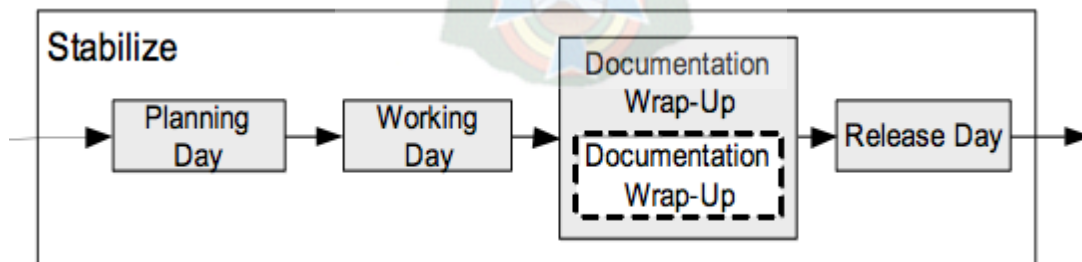 Stabilize
Planning
Day
Working
Day
Documentation
Wrap-Up
Documentation
Wrap-Up
Release Day